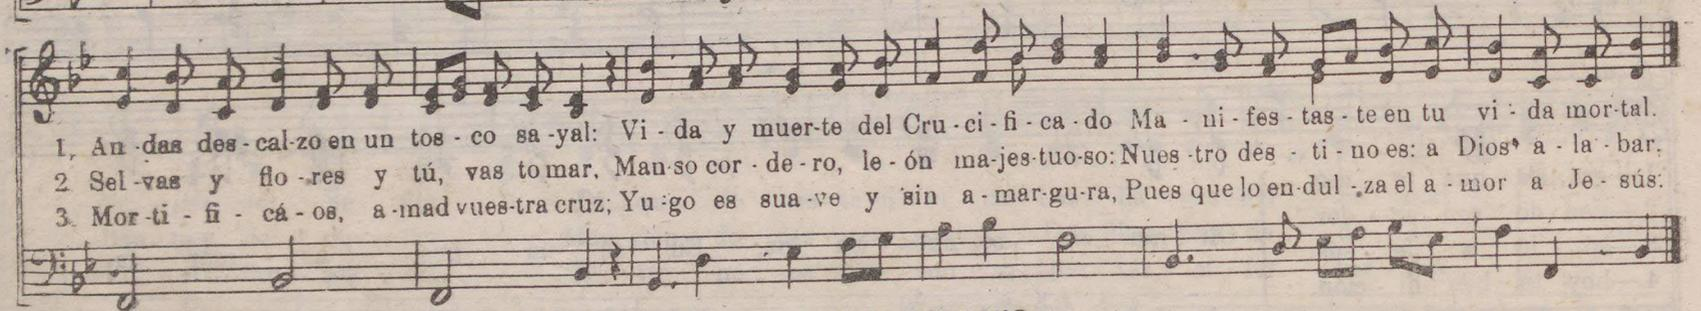 1, An-das des-cal-zo en un tos-co sa-yal: Vi-da y muer-te del Cru-ci-fi-ca-do Ma-ni-fes-tas-te en tu vi-da mor-tal.
2 Sel-vas y flo-res y tú, vas to mar, Man-so cor-de-ro, le-ón ma-jes-tuo-so: Nues-tro des-ti-no es: a Dios a-la-bar.
3. Mor-ti-fi-cá-os, a-mad vues-tra cruz; Yu-go es sua-ve y sin a-mar-gu-ra, Pues que lo en-dul-za el a-mor a Je-sús: